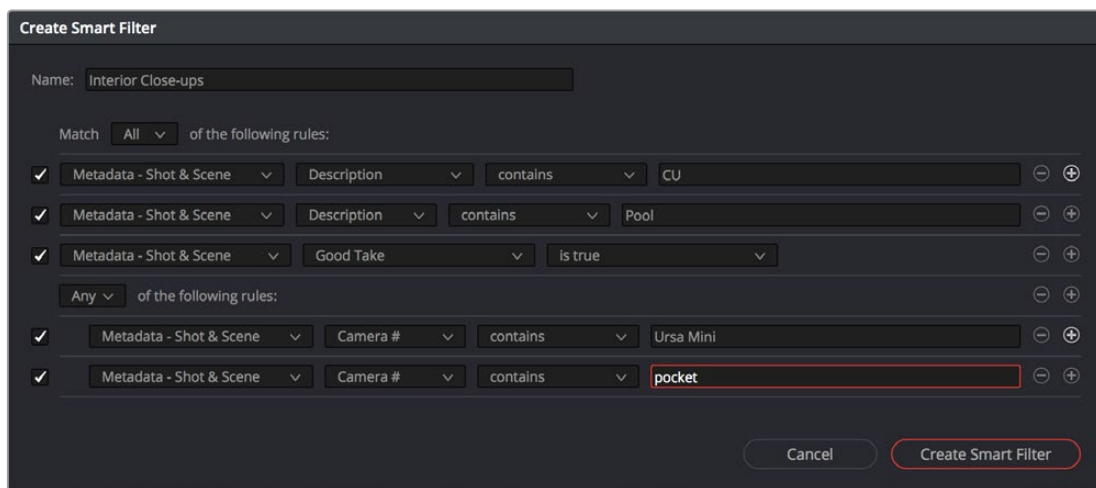 Create Smart Filter
Name: Interior Close-ups
Match All of the following rules:
Metadata - Shot & Scene Description contains CU
Metadata - Shot & Scene Description contains Pool
Metadata - Shot & Scene Good Take is true
Any of the following rules:
Metadata - Shot & Scene Camera # contains Ursa Mini
Metadata - Shot & Scene Camera # contains pocket
Cancel Create Smart Filter